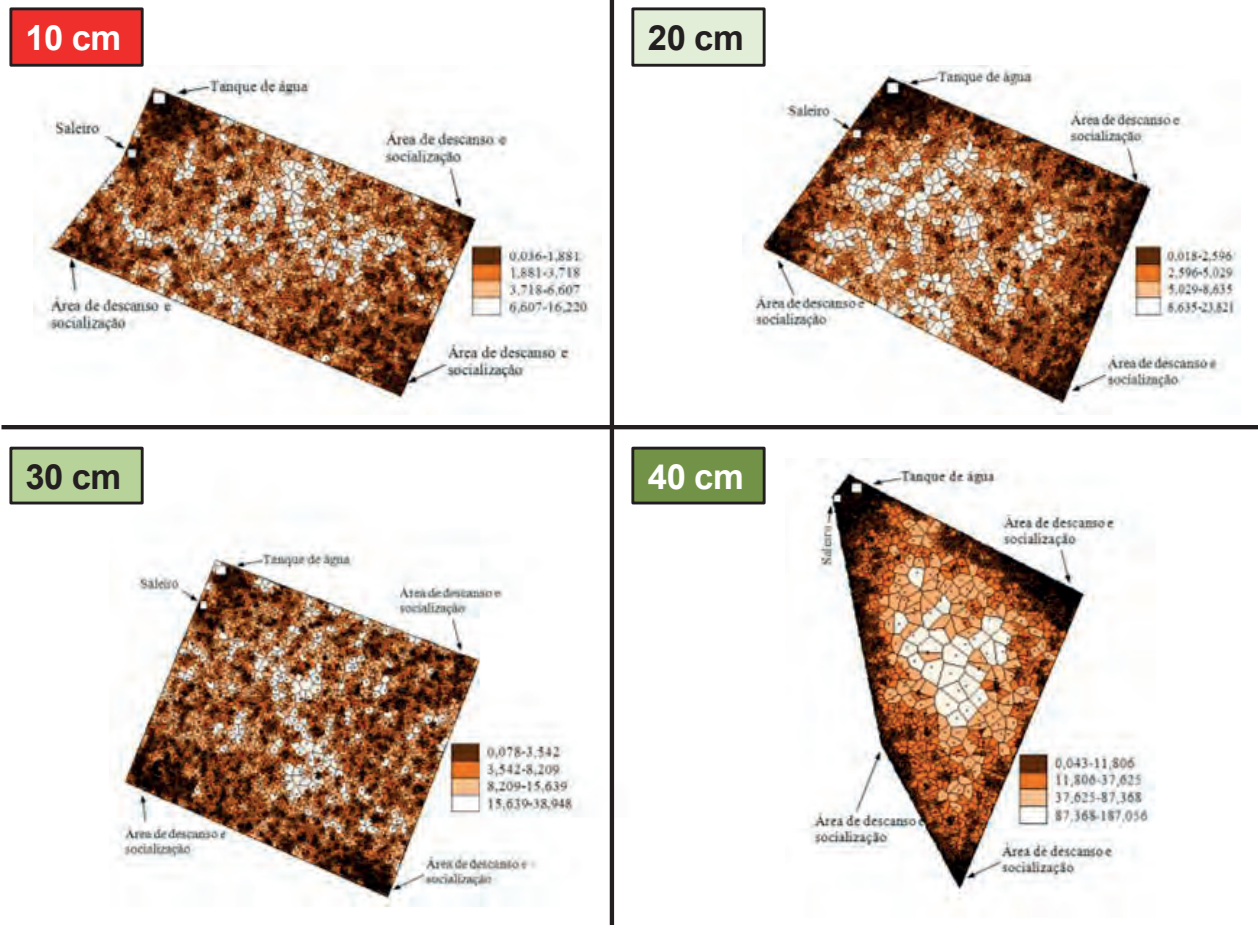 10 cm
Tanque de água
Saleiro
Área de descanso e
socialização
0,036-1,881
1,881-3,718
3,718-6,607
6,607-16,220
Área de descanso e
socialização
Área de descanso e
socialização
20 cm
Tanque de água
Saleiro
Área de descanso e
socialização
0,018-2,596
2,596-5,029
5,029-8,635
8,635-23,821
Área de descanso e
socialização
Área de descanso e
socialização
30 cm
Tanque de água
Saleiro
Área de descanso e
socialização
0,078-3,542
3,542-8,209
8,209-15,639
15,639-38,948
Área de descanso e
socialização
Área de descanso e
socialização
40 cm
Tanque de água
Saleiro
Área de descanso e
socialização
0,043-11,806
11,806-37,625
37,625-87,368
87,368-187,056
Área de descanso e
socialização
Área de descanso e
socialização